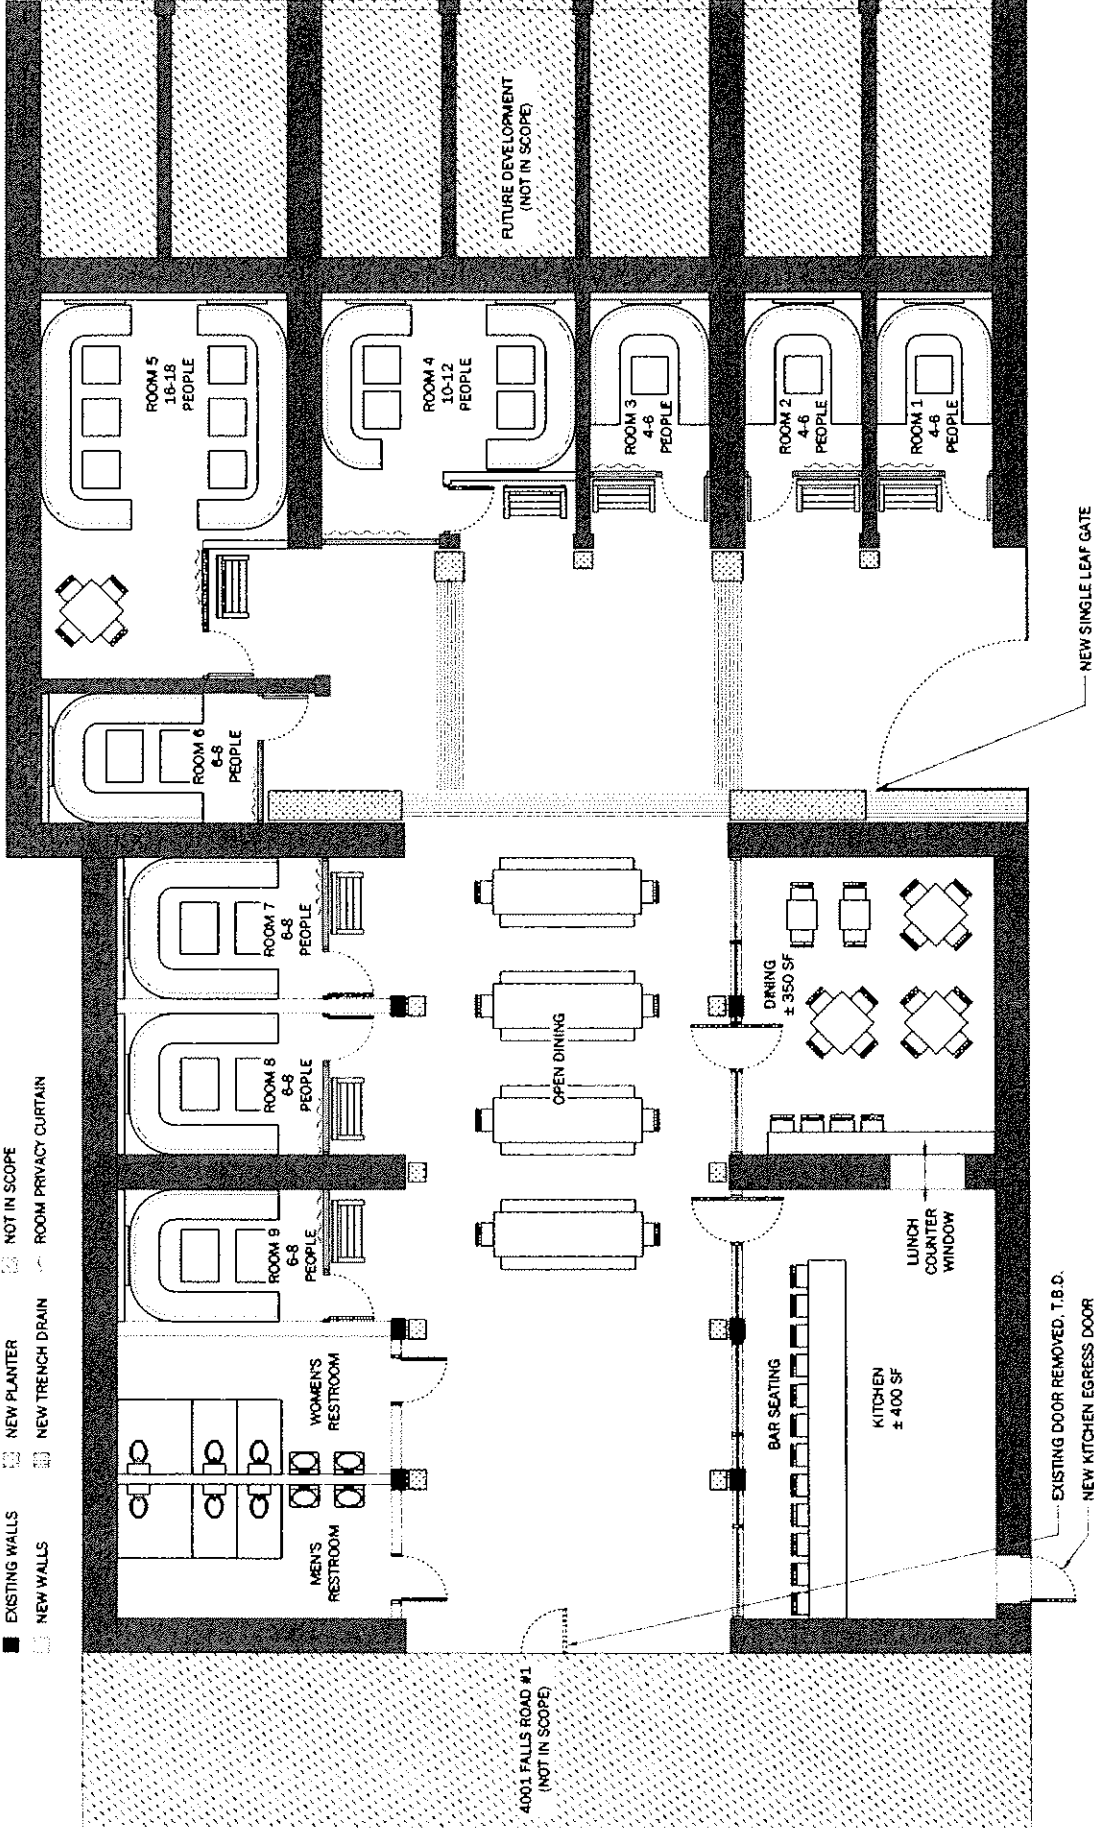 EXISTING WALLS
NEW PLANTER
NOT IN SCOPE
NEW WALLS
NEW TRENCH DRAIN
ROOM PRIVACY CURTAIN
ROOM 5
16-18
PEOPLE
ROOM 4
10-12
PEOPLE
ROOM 3
4-6
PEOPLE
ROOM 2
4-6
PEOPLE
ROOM 1
4-6
PEOPLE
FUTURE DEVELOPMENT
(NOT IN SCOPE)
ROOM 6
6-8
PEOPLE
ROOM 7
6-8
PEOPLE
ROOM 8
6-8
PEOPLE
ROOM 9
6-8
PEOPLE
WOMEN'S
RESTROOM
MEN'S
RESTROOM
OPEN DINING
DINING
± 350 SF
LUNCH
COUNTER
WINDOW
BAR SEATING
KITCHEN
± 400 SF
4001 FALLS ROAD #1
(NOT IN SCOPE)
EXISTING DOOR REMOVED, T.B.D.
NEW KITCHEN EGRESS DOOR
NEW SINGLE LEAF GATE